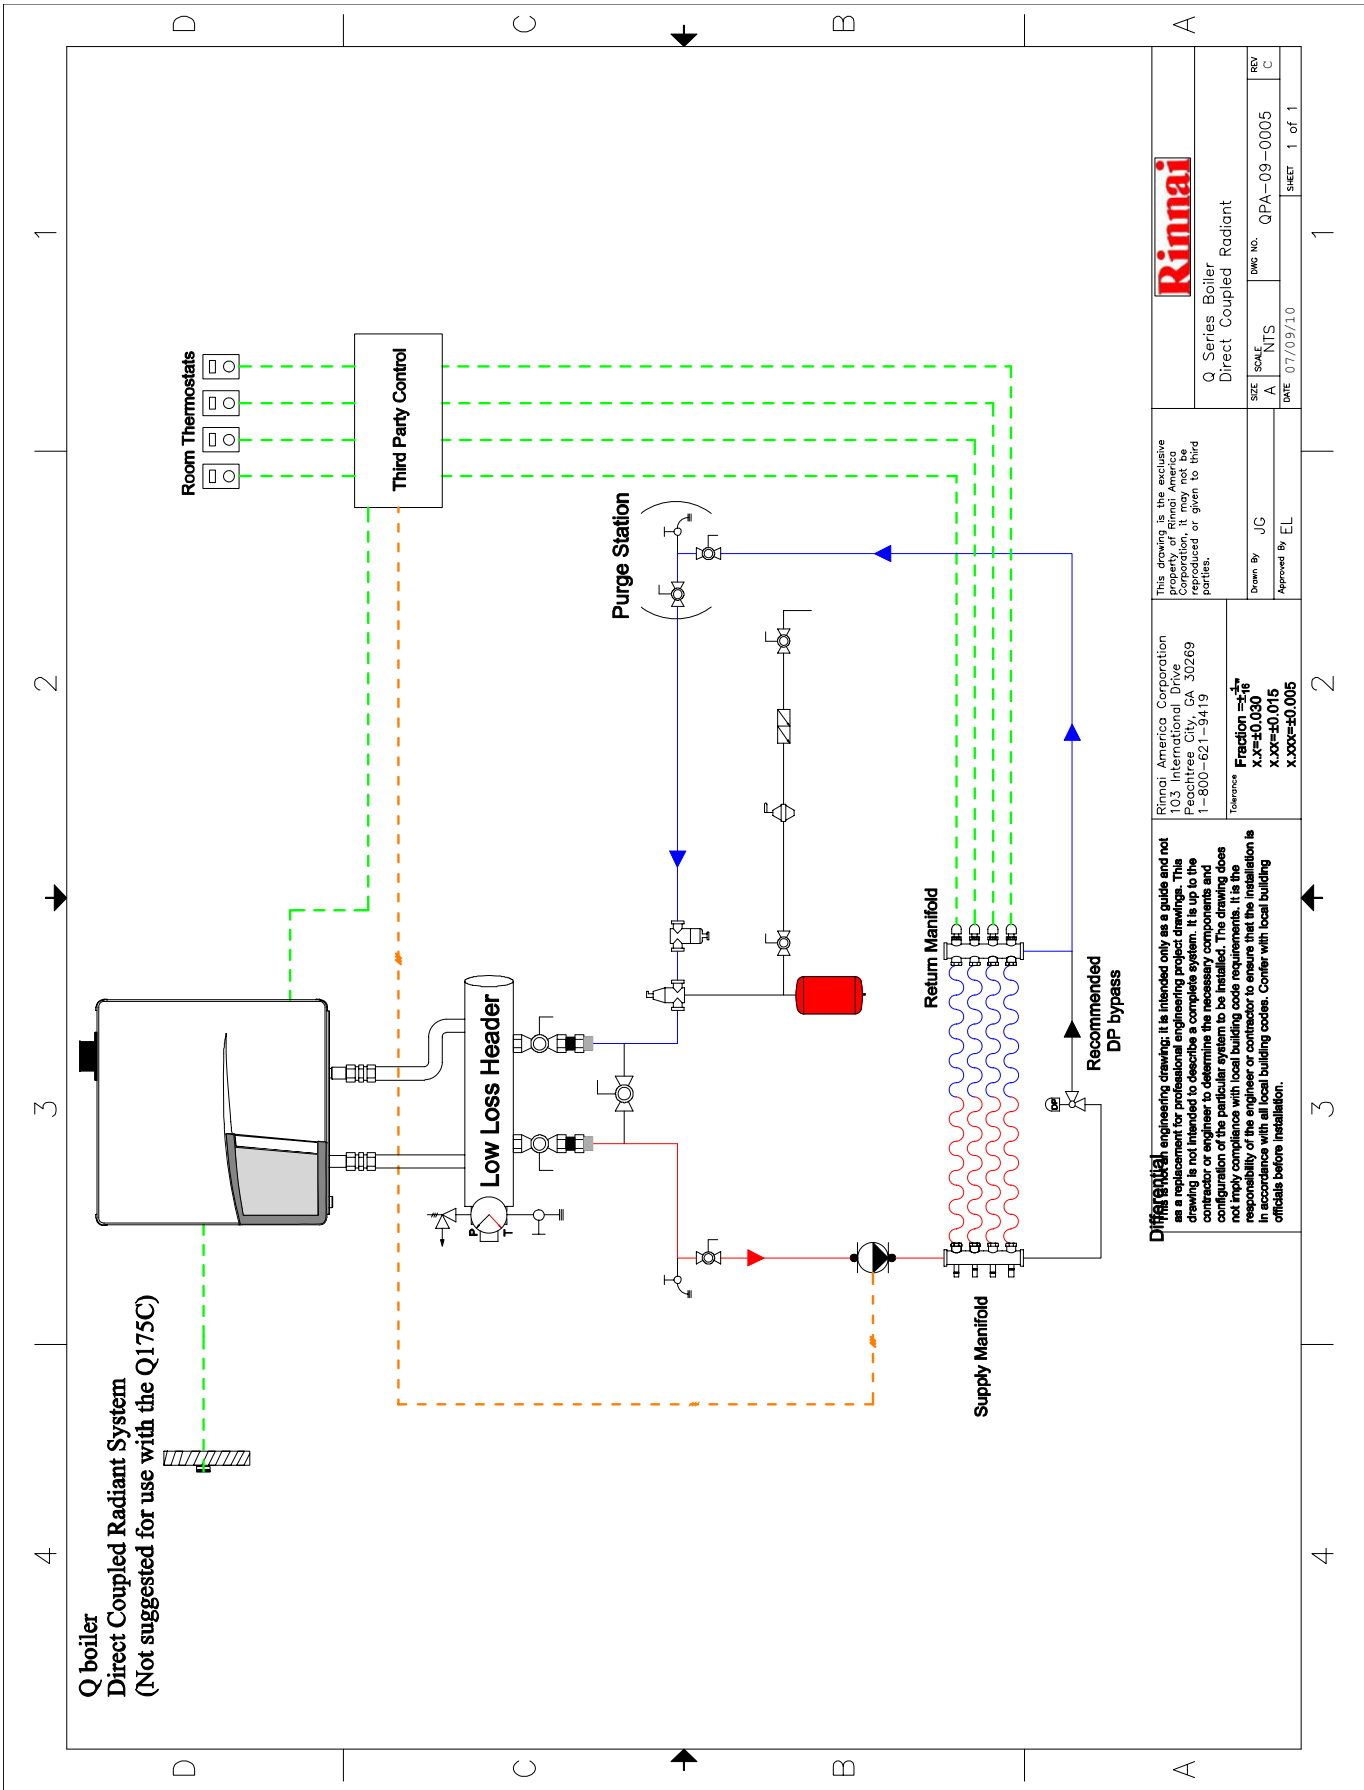 Q boiler
Direct Coupled Radiant System
(Not suggested for use with the Q175C)
4
3
2
1
D
C
B
A
D
C
B
A
4
3
2
1
Room Thermostats
Third Party Control
Low Loss Header
P
T
Purge Station
Return Manifold
Supply Manifold
DP
Recommended
DP bypass
Differential
This is not an engineering drawing; it is intended only as a guide and not
as a replacement for professional engineering project drawings. This
drawing is not intended to describe a complete system. It is up to the
contractor or engineer to determine the necessary components and
configuration of the particular system to be installed. The drawing does
not imply compliance with local building code requirements. It is the
responsibility of the engineer or contractor to ensure that the installation is
in accordance with all local building codes. Confer with local building
officials before installation.
Rinnai America Corporation
103 International Drive
Peachtree City, GA 30269
1-800-621-9419
Tolerance
Fraction =±1/16"
X.X=±0.030
X.XX=±0.015
X.XXX=±0.005
This drawing is the exclusive
property of Rinnai America
Corporation, it may not be
reproduced or given to third
parties.
Drawn By JG
Approved By EL
Rinnai
Q Series Boiler
Direct Coupled Radiant
SIZE A
SCALE NTS
DWG NO. QPA-09-0005
REV C
DATE 07/09/10
SHEET 1 of 1